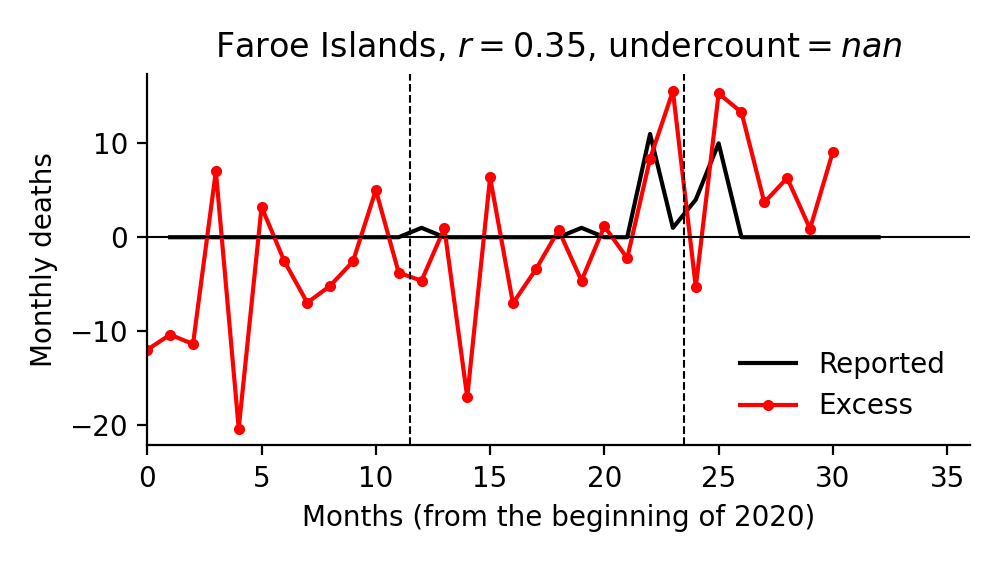 Faroe Islands, r = 0.35, undercount = nan
Monthly deaths
10
0
−10
−20
Reported
Excess
0 5 10 15 20 25 30 35
Months (from the beginning of 2020)